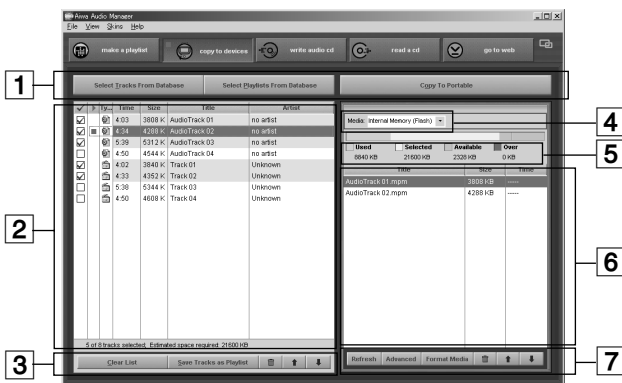 Aiwa Audio Manager
File View Skins Help
make a playlist
copy to devices
write audio cd
read a cd
go to web
1
Select Tracks From Database
Select Playlists From Database
Copy To Portable
Ty... Time Size Title Artist
4:03 3808 K AudioTrack 01 no artist
4:34 4288 K AudioTrack 02 no artist
5:39 5312 K AudioTrack 03 no artist
4:50 4544 K AudioTrack 04 no artist
4:02 3840 K Track 01 Unknown
4:33 4352 K Track 02 Unknown
5:38 5344 K Track 03 Unknown
4:50 4608 K Track 04 Unknown
2
5 of 8 tracks selected, Estimated space required: 21600 KB
3
Clear List
Save Tracks as Playlist
Media: Internal Memory (Flash)
4
Used Selected Available Over
8840 KB 21600 KB 2328 KB 0 KB
5
Title Size Time
AudioTrack 01.mpm 3808 KB -----
AudioTrack 02.mpm 4288 KB -----
6
Refresh Advanced Format Media
7